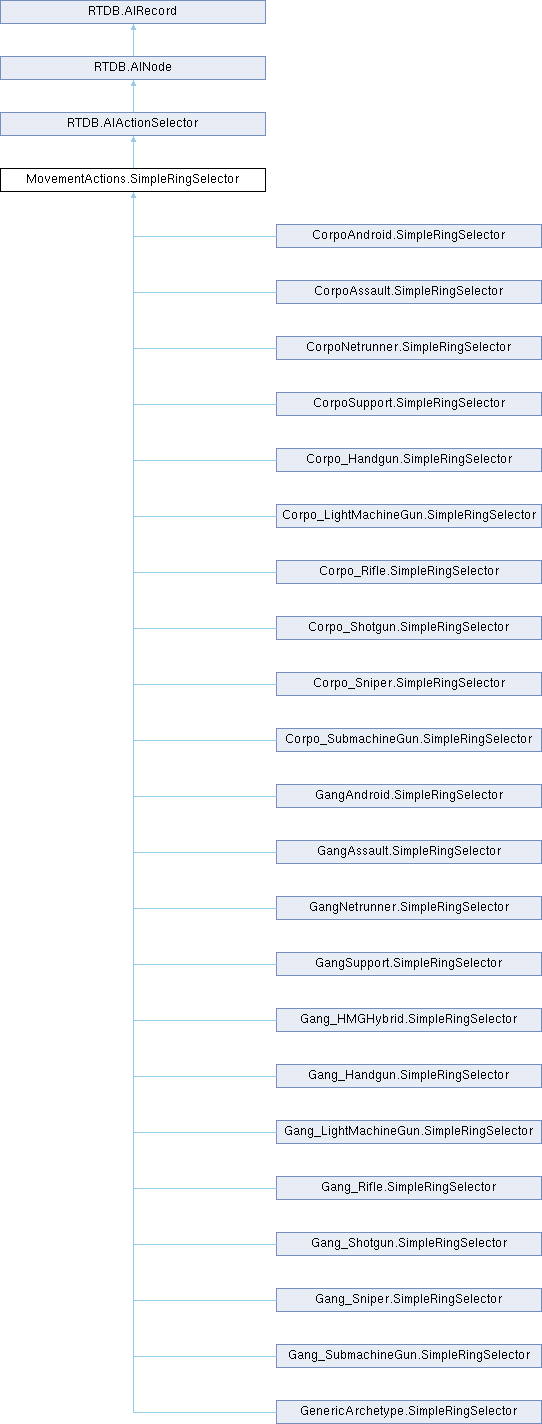 RTDB.AIRecord
RTDB.AINode
RTDB.AIActionSelector
MovementActions.SimpleRingSelector
CorpoAndroid.SimpleRingSelector
CorpoAssault.SimpleRingSelector
CorpoNetrunner.SimpleRingSelector
CorpoSupport.SimpleRingSelector
Corpo_Handgun.SimpleRingSelector
Corpo_LightMachineGun.SimpleRingSelector
Corpo_Rifle.SimpleRingSelector
Corpo_Shotgun.SimpleRingSelector
Corpo_Sniper.SimpleRingSelector
Corpo_SubmachineGun.SimpleRingSelector
GangAndroid.SimpleRingSelector
GangAssault.SimpleRingSelector
GangNetrunner.SimpleRingSelector
GangSupport.SimpleRingSelector
Gang_HMGHybrid.SimpleRingSelector
Gang_Handgun.SimpleRingSelector
Gang_LightMachineGun.SimpleRingSelector
Gang_Rifle.SimpleRingSelector
Gang_Shotgun.SimpleRingSelector
Gang_Sniper.SimpleRingSelector
Gang_SubmachineGun.SimpleRingSelector
GenericArchetype.SimpleRingSelector